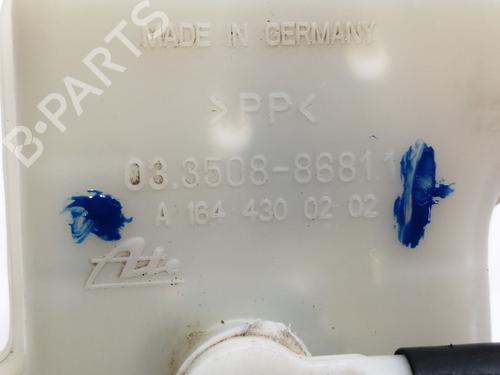 MADE IN GERMANY
B-PARTS
>PP<
03.3508-8681.1
A 164 430 02 02
Ate